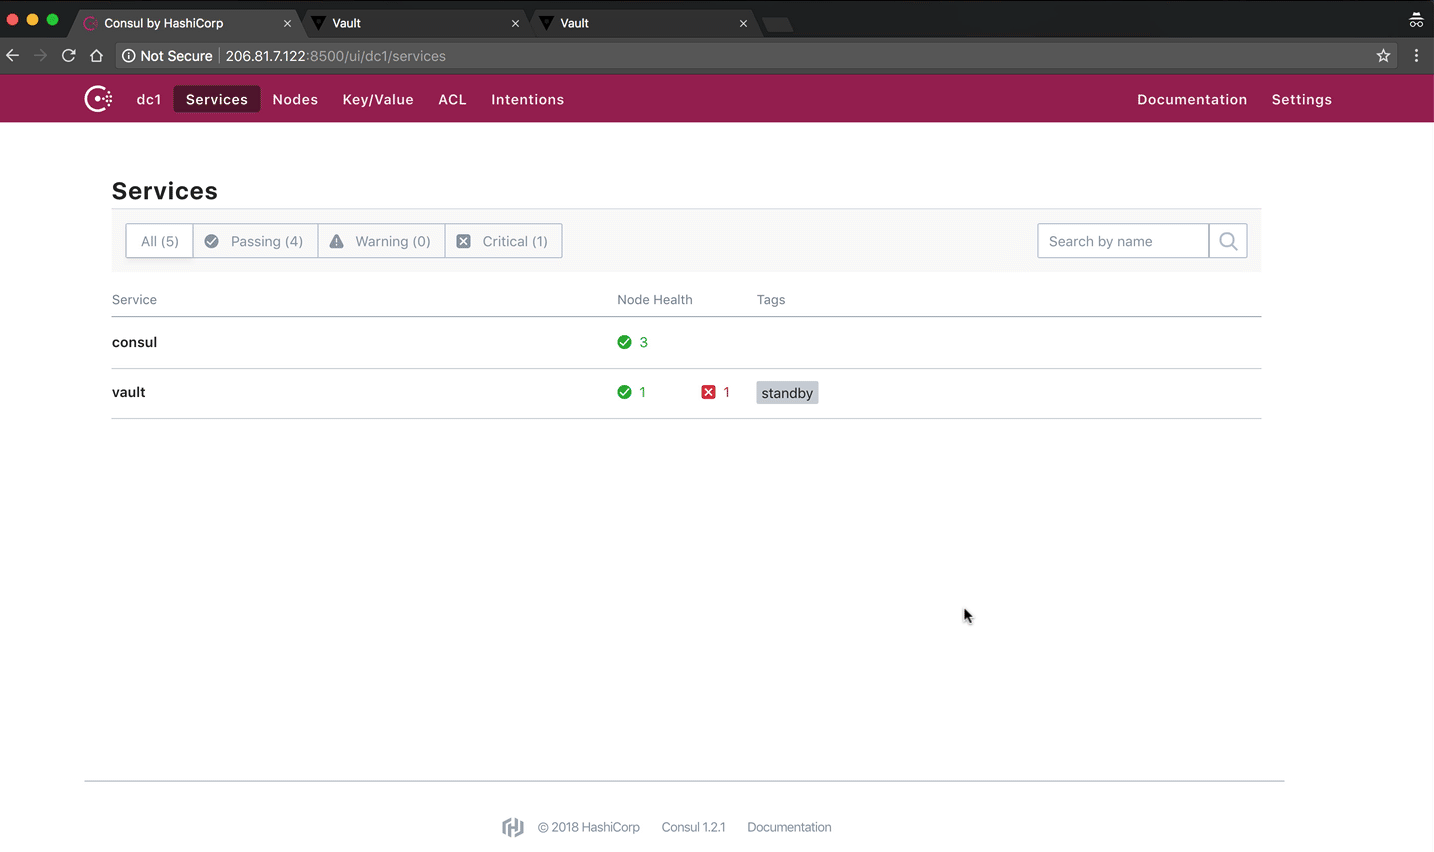 Consul by HashiCorp Vault Vault
Not Secure 206.81.7.122:8500/ui/dc1/services
dc1 Services Nodes Key/Value ACL Intentions Documentation Settings
Services
All (5) Passing (4) Warning (0) Critical (1) Search by name
Service Node Health Tags
consul 3
vault 1 1 standby
© 2018 HashiCorp Consul 1.2.1 Documentation